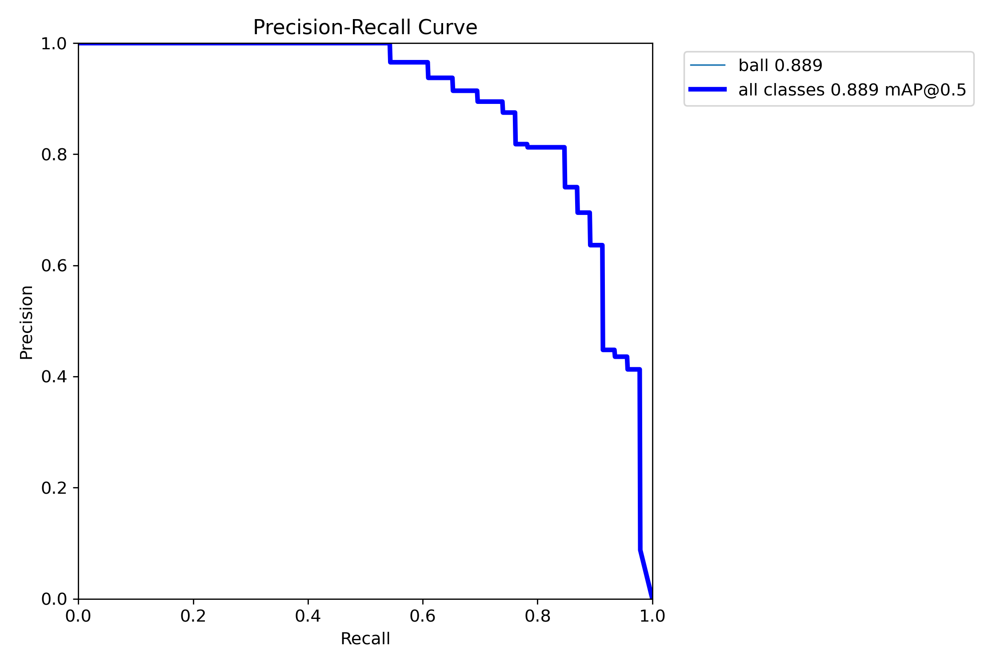 Precision-Recall Curve
1.0
0.8
0.6
0.4
0.2
0.0
Precision
0.0 0.2 0.4 0.6 0.8 1.0
Recall
ball 0.889
all classes 0.889 mAP@0.5